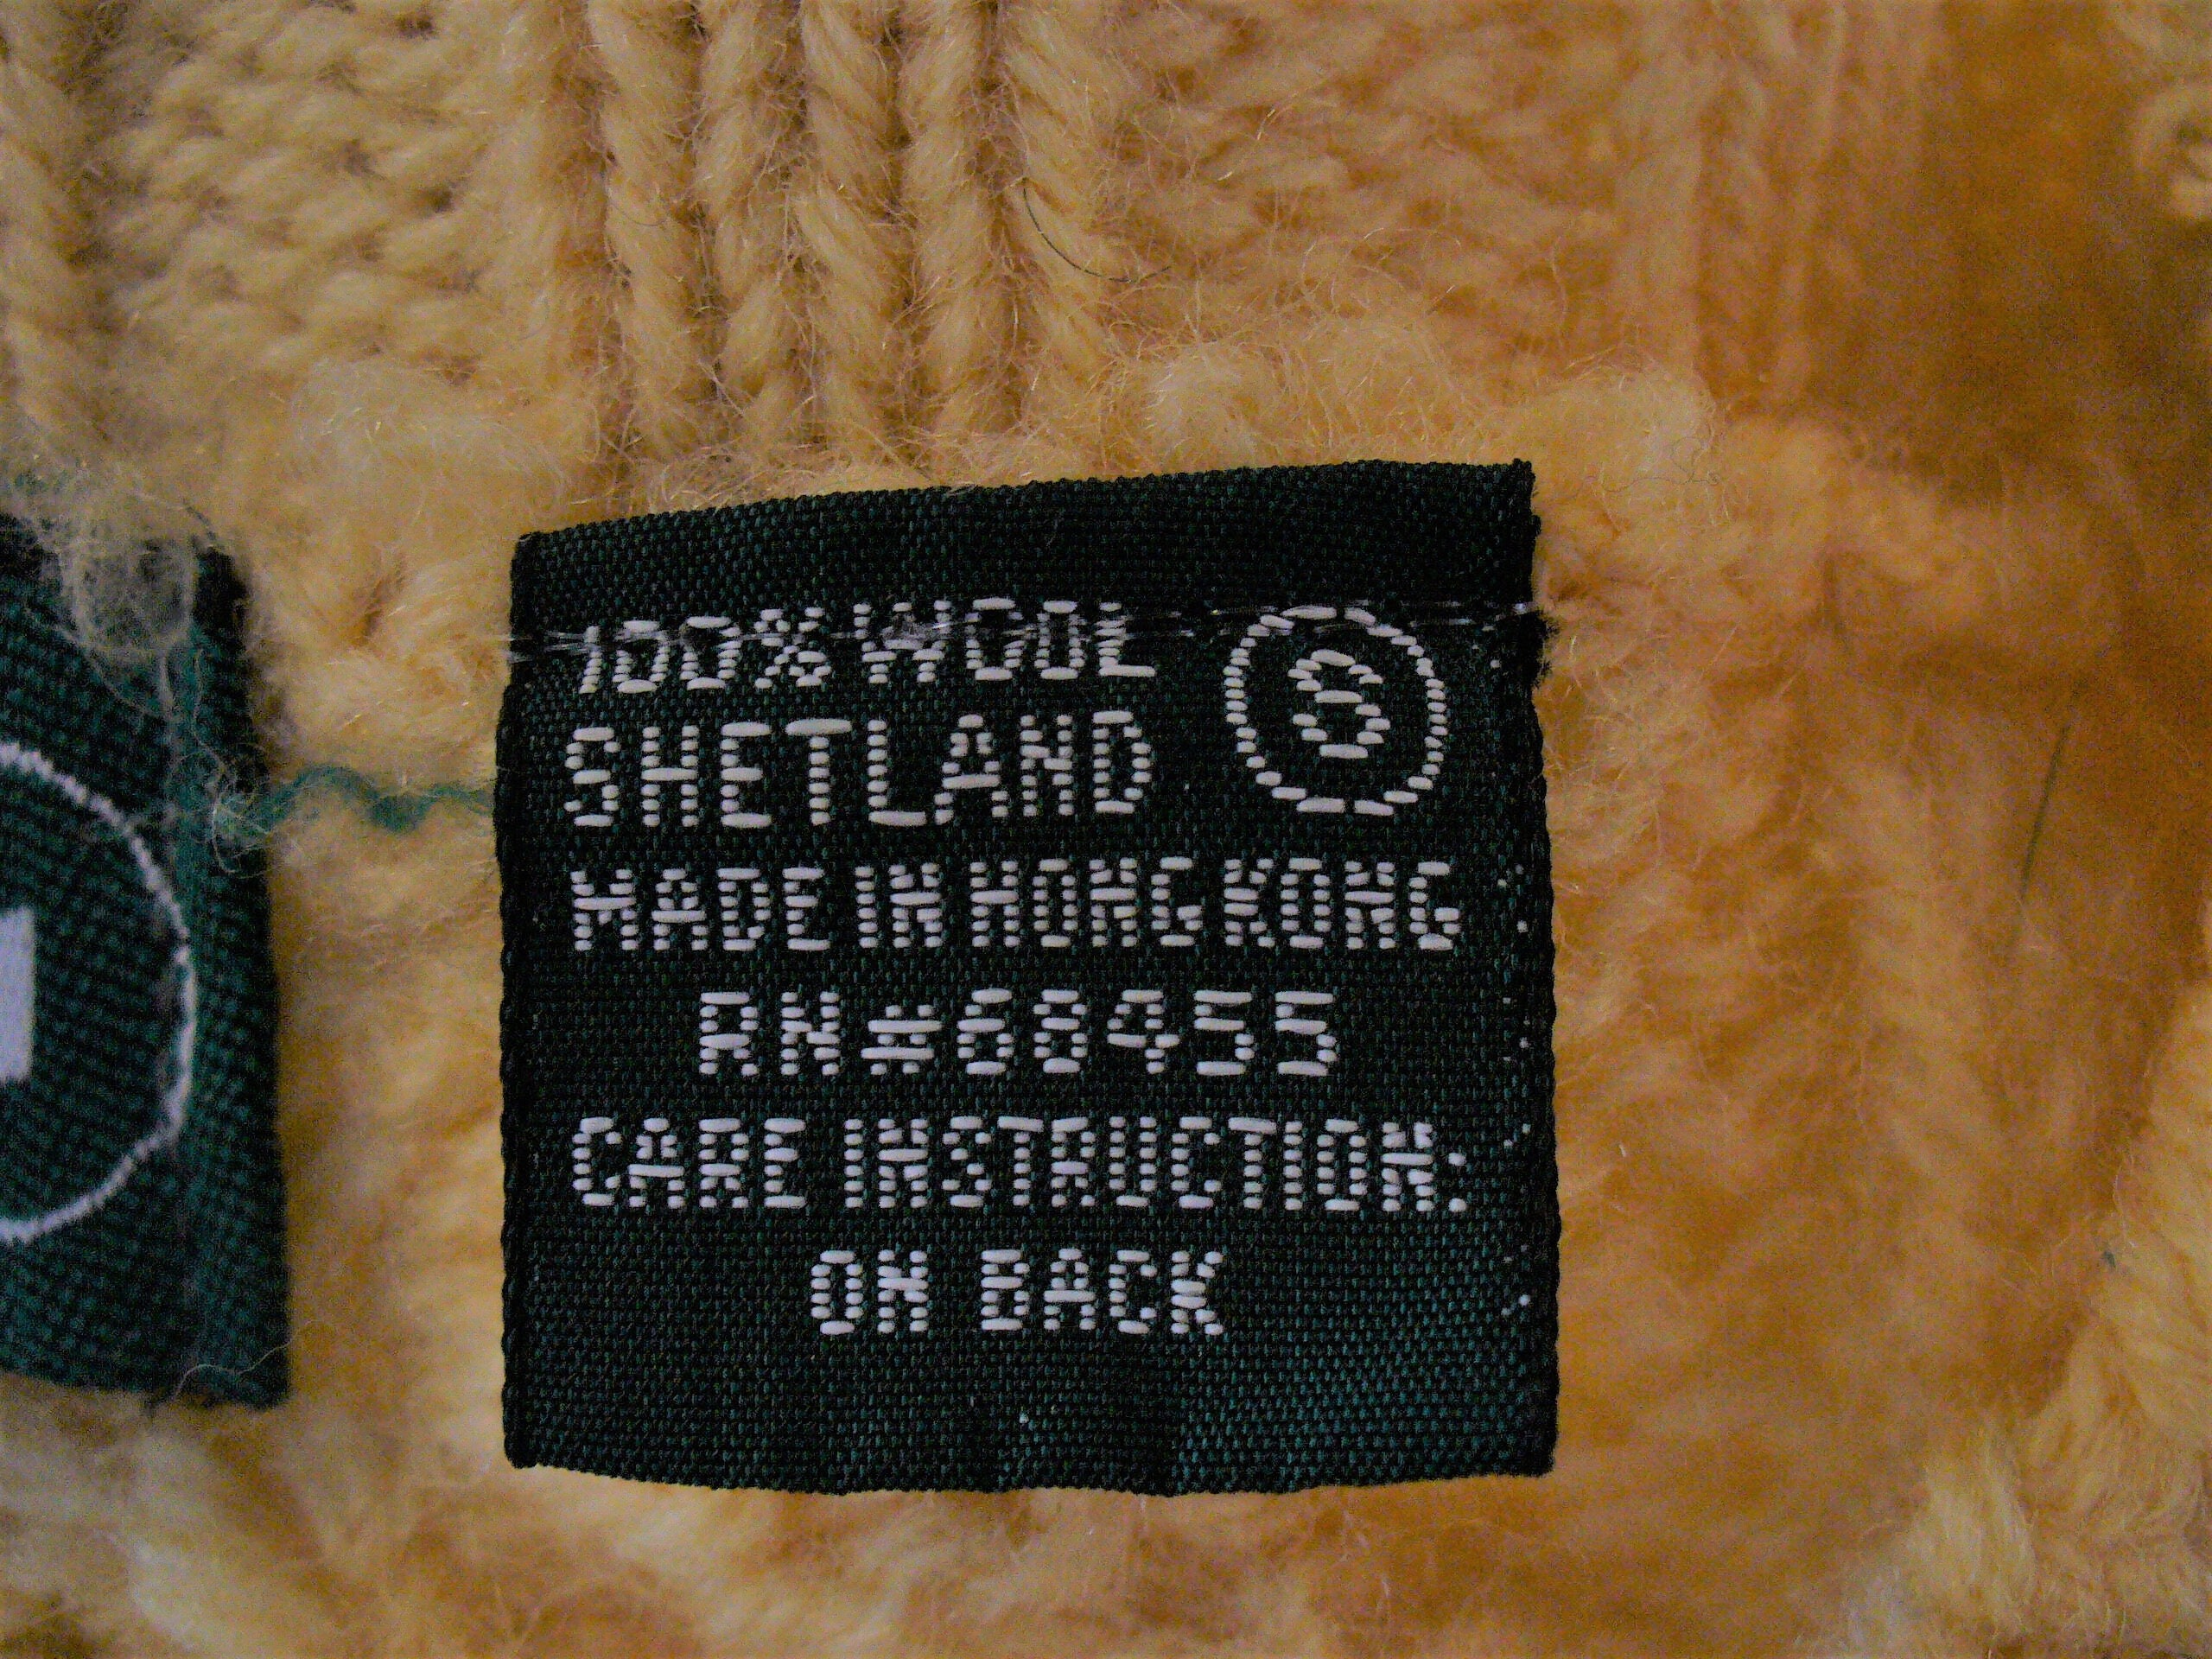 100% WOOL
S
SHETLAND
MADE IN HONG KONG
RN#68455
CARE INSTRUCTION:
ON BACK